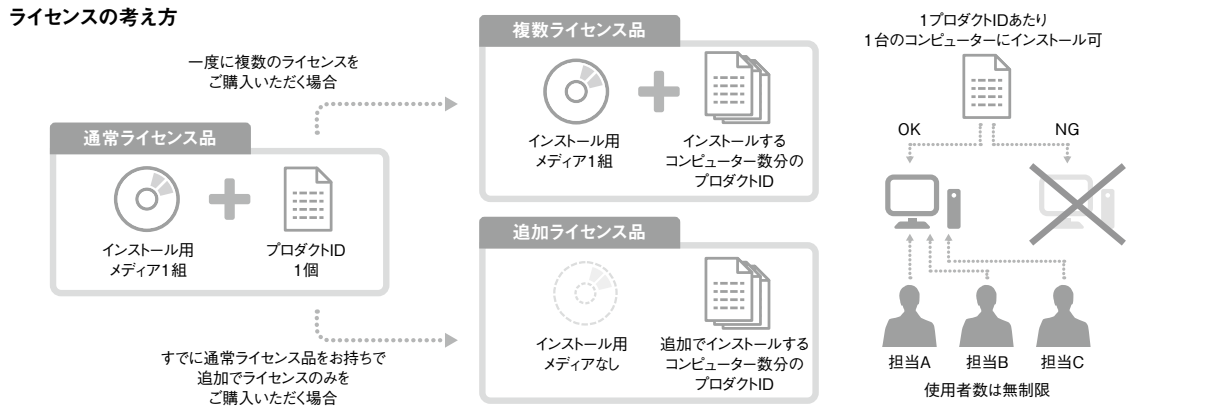 ライセンスの考え方
一度に複数のライセンスを
ご購入いただく場合
通常ライセンス品
インストール用
メディア1組
プロダクトID
1個
すでに通常ライセンス品をお持ちで
追加でライセンスのみを
ご購入いただく場合
複数ライセンス品
インストール用
メディア1組
インストールする
コンピューター数分の
プロダクトID
追加ライセンス品
インストール用
メディアなし
追加でインストールする
コンピューター数分の
プロダクトID
1プロダクトIDあたり
1台のコンピューターにインストール可
OK
NG
担当A
担当B
担当C
使用者数は無制限